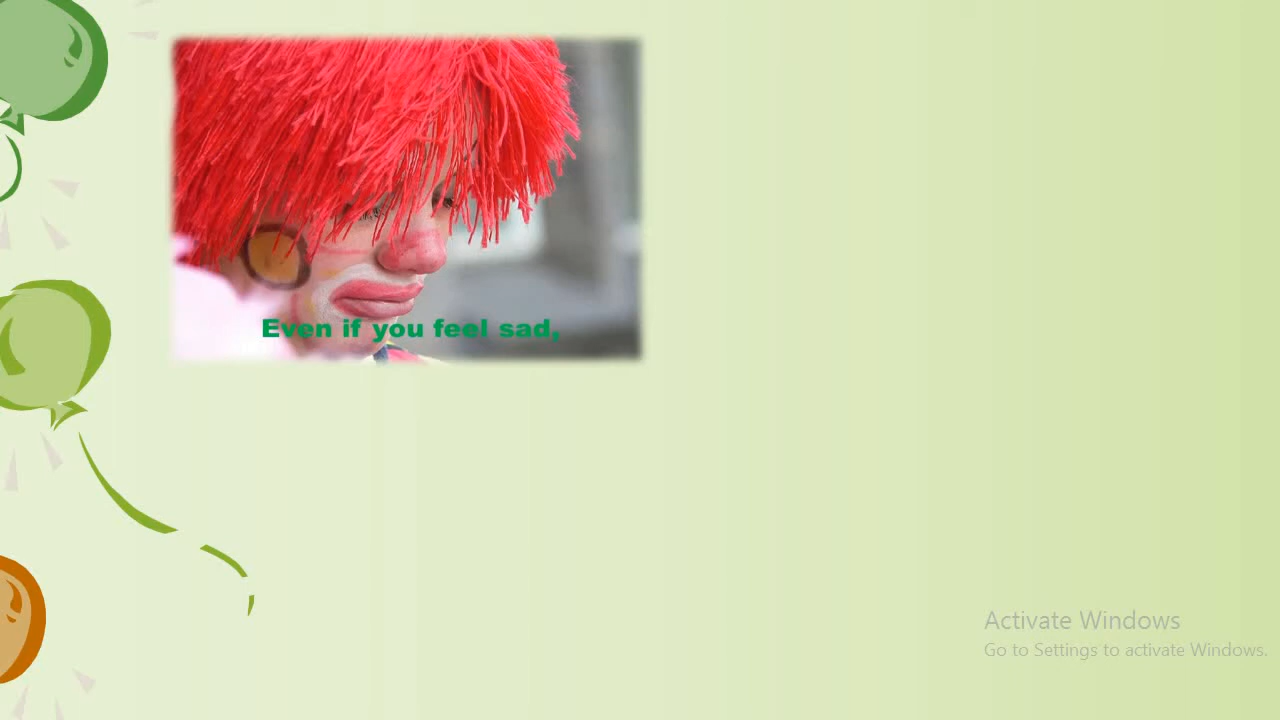 Even if you feel sad,
Activate Windows
Go to Settings to activate Windows.